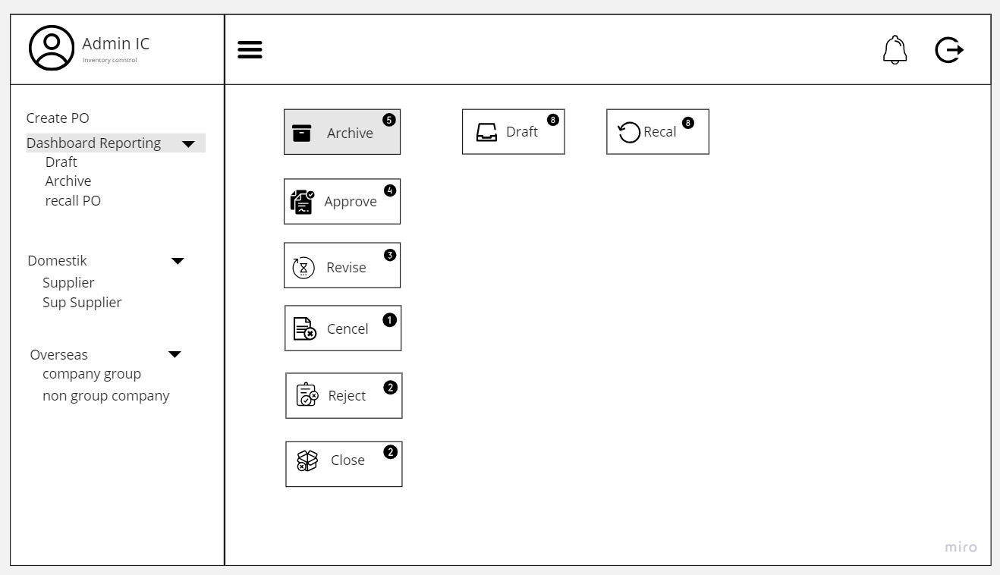 Admin IC
Inventory conntrol
Create PO
Dashboard Reporting
Draft
Archive
recall PO
Domestik
Supplier
Sup Supplier
Overseas
company group
non group company
Archive 5
Draft 8
Recal 8
Approve 4
Revise 3
Cencel 1
Reject 2
Close 2
miro